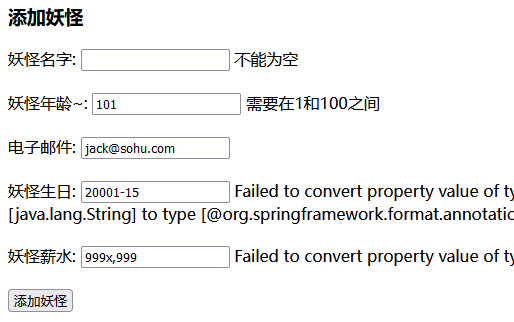 添加妖怪
妖怪名字: 不能为空
妖怪年龄~: 101 需要在1和100之间
电子邮件: jack@sohu.com
妖怪生日: 20001-15 Failed to convert property value of
[java.lang.String] to type [@org.springframework.format.
妖怪薪水: 999x,999 Failed to convert property value of
添加妖怪